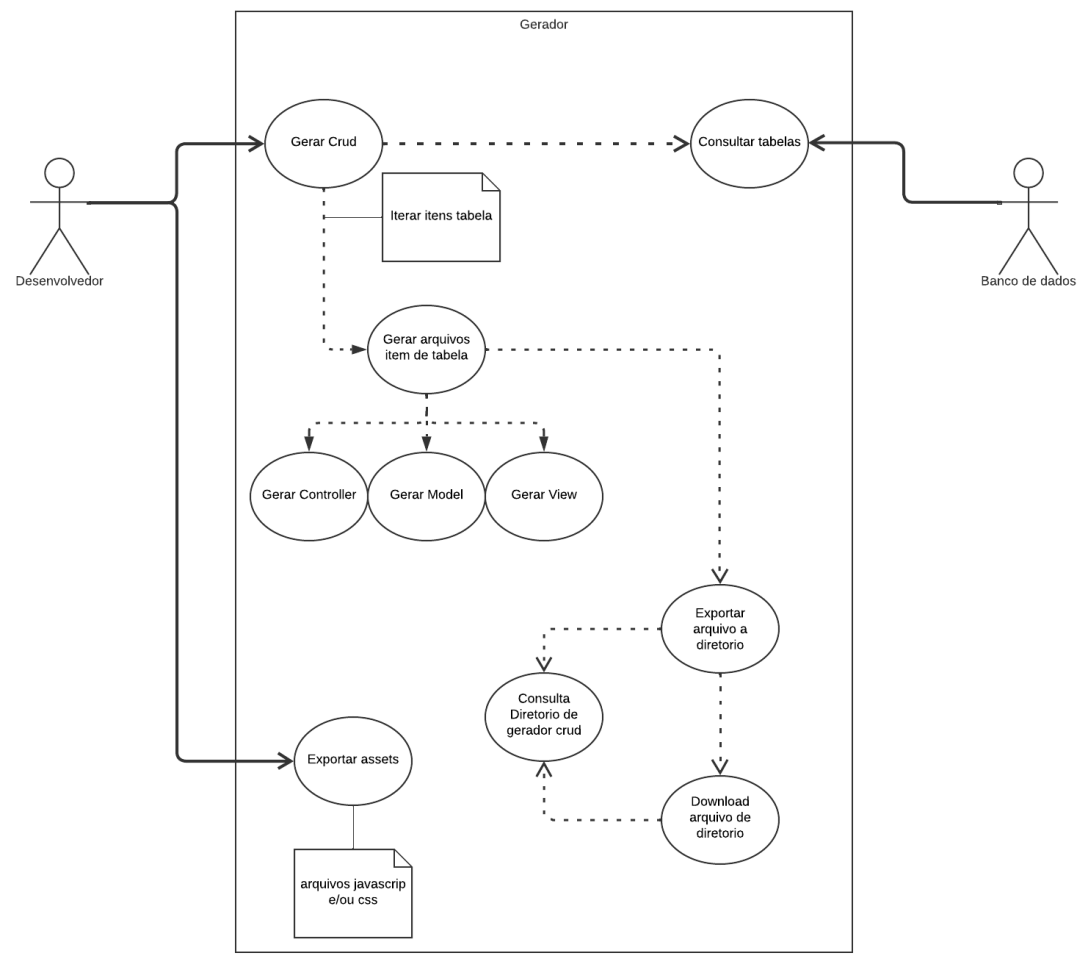 Gerador
Gerar Crud
Consultar tabelas
Iterar itens tabela
Desenvolvedor
Banco de dados
Gerar arquivos
item de tabela
Gerar Controller
Gerar Model
Gerar View
Exportar
arquivo a
diretorio
Consulta
Diretorio de
gerador crud
Exportar assets
Download
arquivo de
diretorio
arquivos javascrip
e/ou css